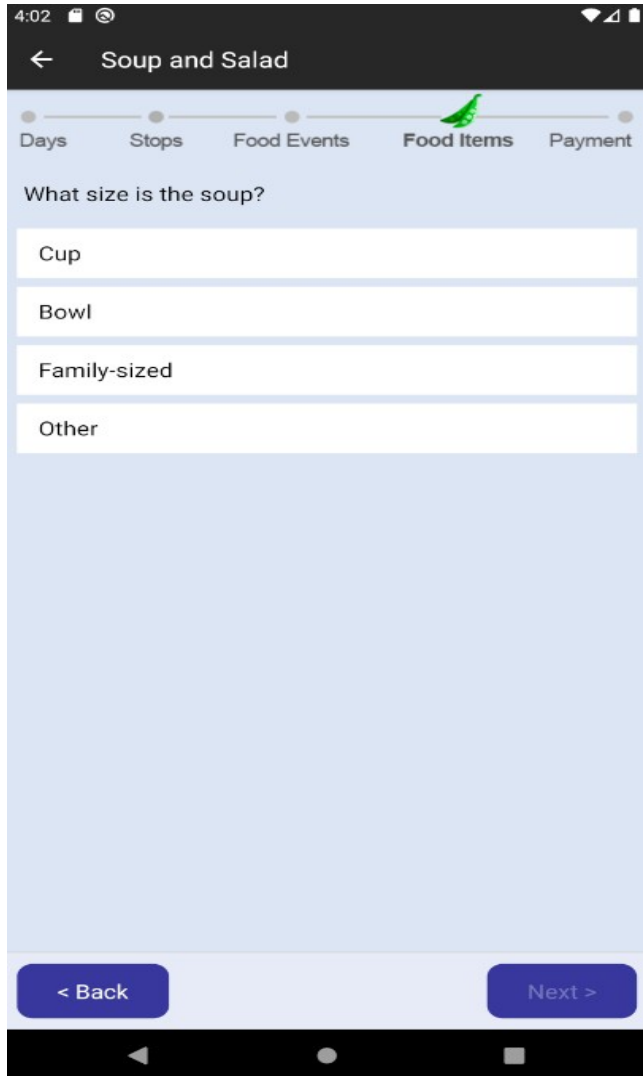 4:02
Soup and Salad
Days Stops Food Events Food Items Payment
What size is the soup?
Cup
Bowl
Family-sized
Other
< Back Next >